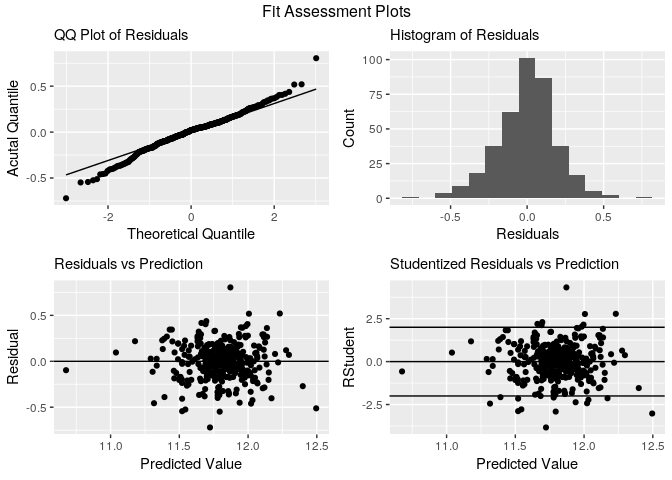 Fit Assessment Plots
QQ Plot of Residuals
Acutal Quantile
0.5
0.0
-0.5
-2
0
2
Theoretical Quantile
Histogram of Residuals
Count
100
75
50
25
0
-0.5
0.0
0.5
Residuals
Residuals vs Prediction
Residual
0.5
0.0
-0.5
11.0
11.5
12.0
12.5
Predicted Value
Studentized Residuals vs Prediction
RStudent
2.5
0.0
-2.5
11.0
11.5
12.0
12.5
Predicted Value